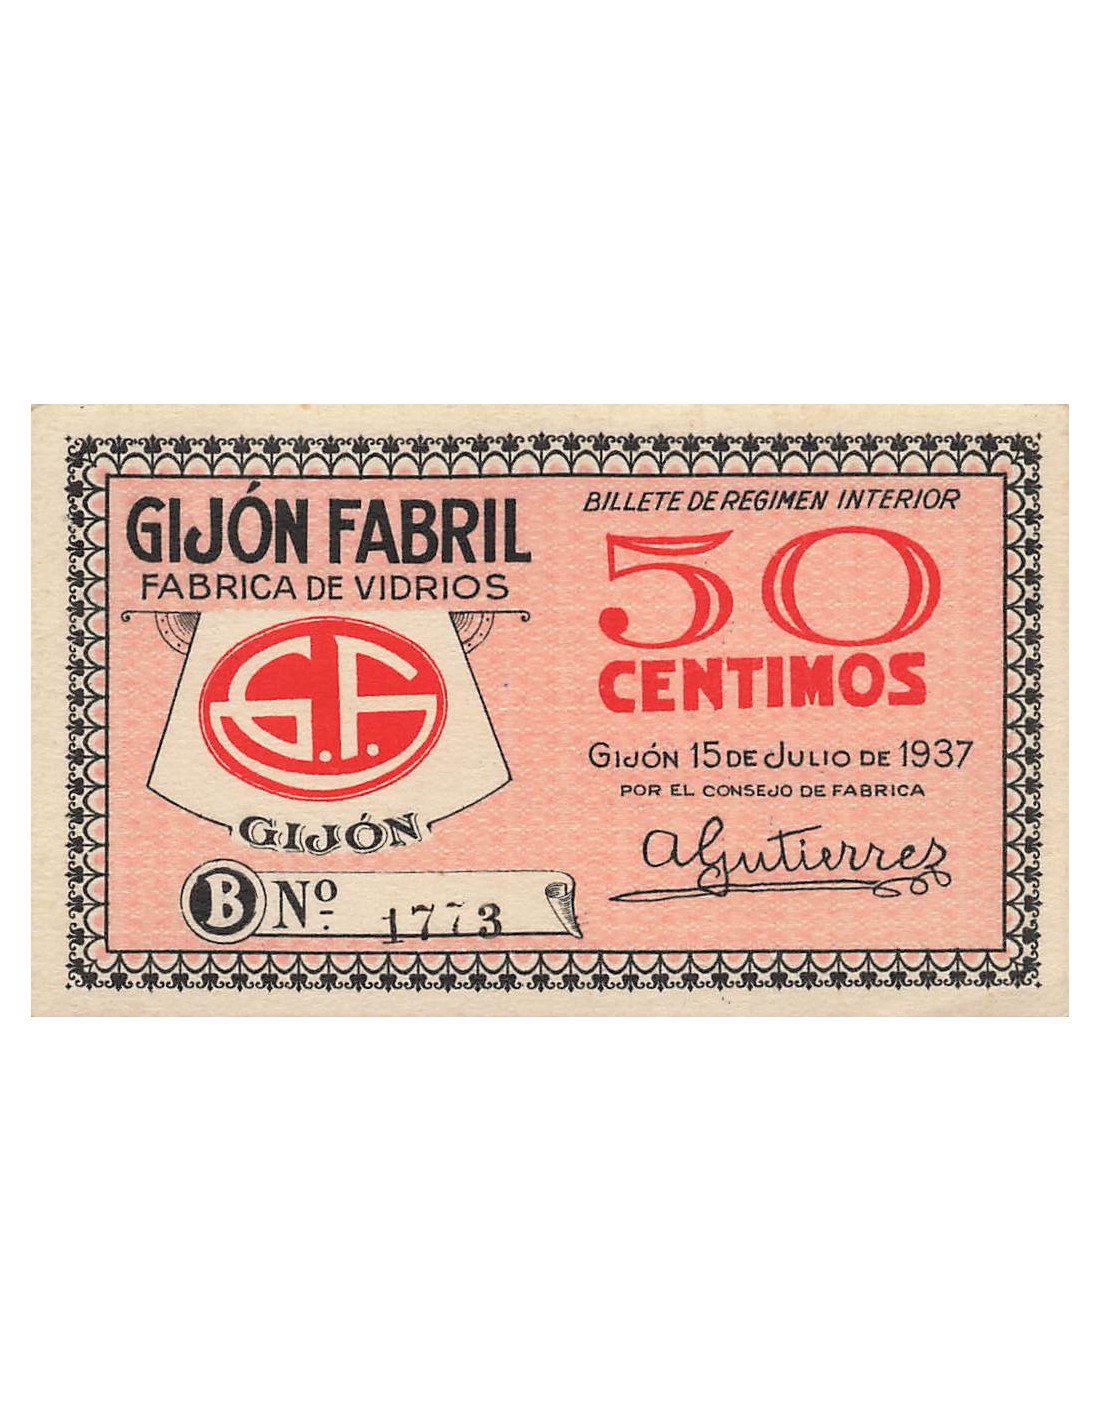 GIJÓN FABRIL
FABRICA DE VIDRIOS
G.F.
GIJÓN
B Nº 1773
BILLETE DE REGIMEN INTERIOR
50
CENTIMOS
GIJÓN 15 DE JULIO DE 1937
POR EL CONSEJO DE FABRICA
AGutierrez